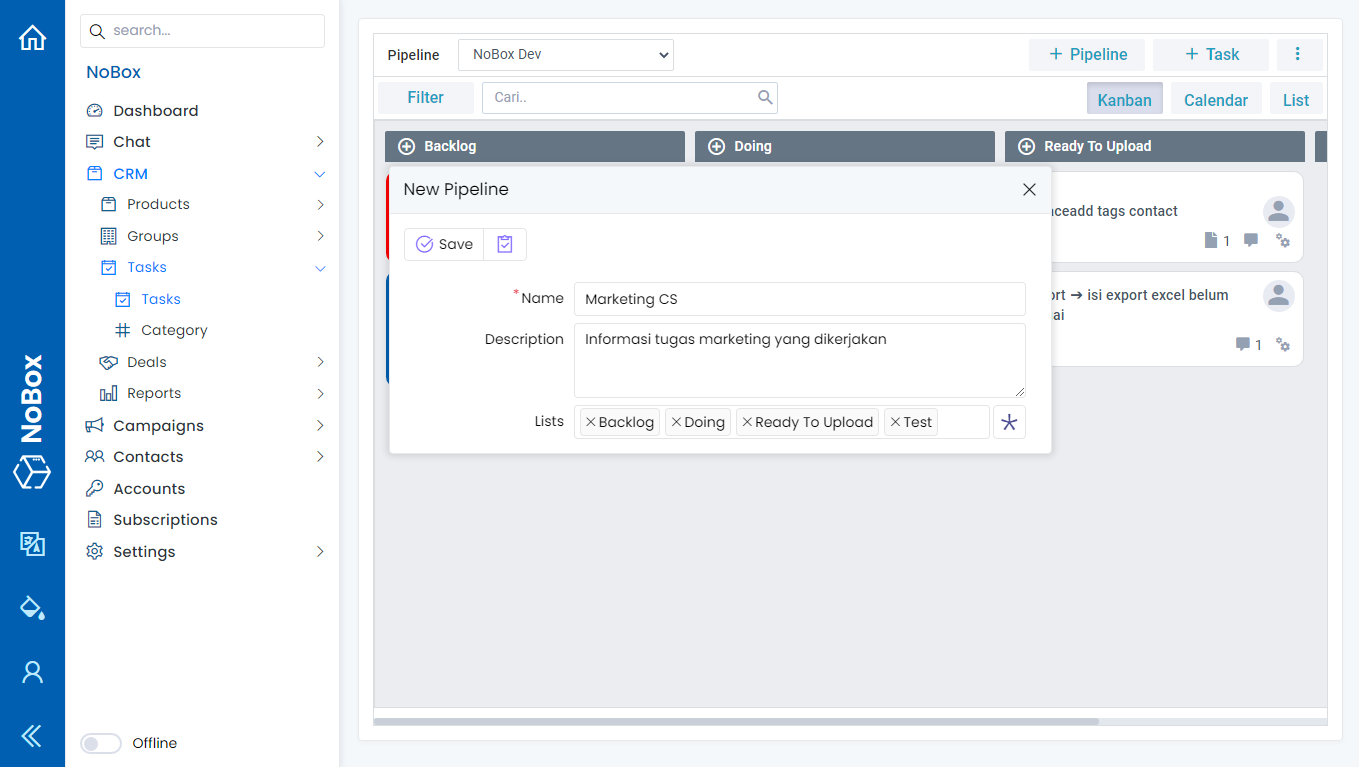 search...
NoBox
Dashboard
Chat
CRM
Products
Groups
Tasks
Tasks
Category
Deals
Reports
Campaigns
Contacts
Accounts
Subscriptions
Settings
Offline
NoBox
Pipeline
NoBox Dev
+ Pipeline
+ Task
Filter
Cari..
Kanban
Calendar
List
Backlog
Doing
Ready To Upload
New Pipeline
Save
*Name
Marketing CS
Description
Informasi tugas marketing yang dikerjakan
Lists
×Backlog ×Doing ×Ready To Upload ×Test
add tags contact
1
→ isi export excel belum
1